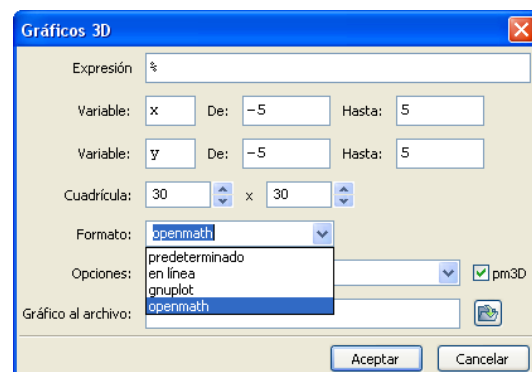 Gráficos 3D
Expresión %
Variable: x De: -5 Hasta: 5
Variable: y De: -5 Hasta: 5
Cuadrícula: 30 x 30
Formato: openmath
predeterminado
en línea
gnuplot
openmath
Opciones: pm3D
Gráfico al archivo:
Aceptar Cancelar